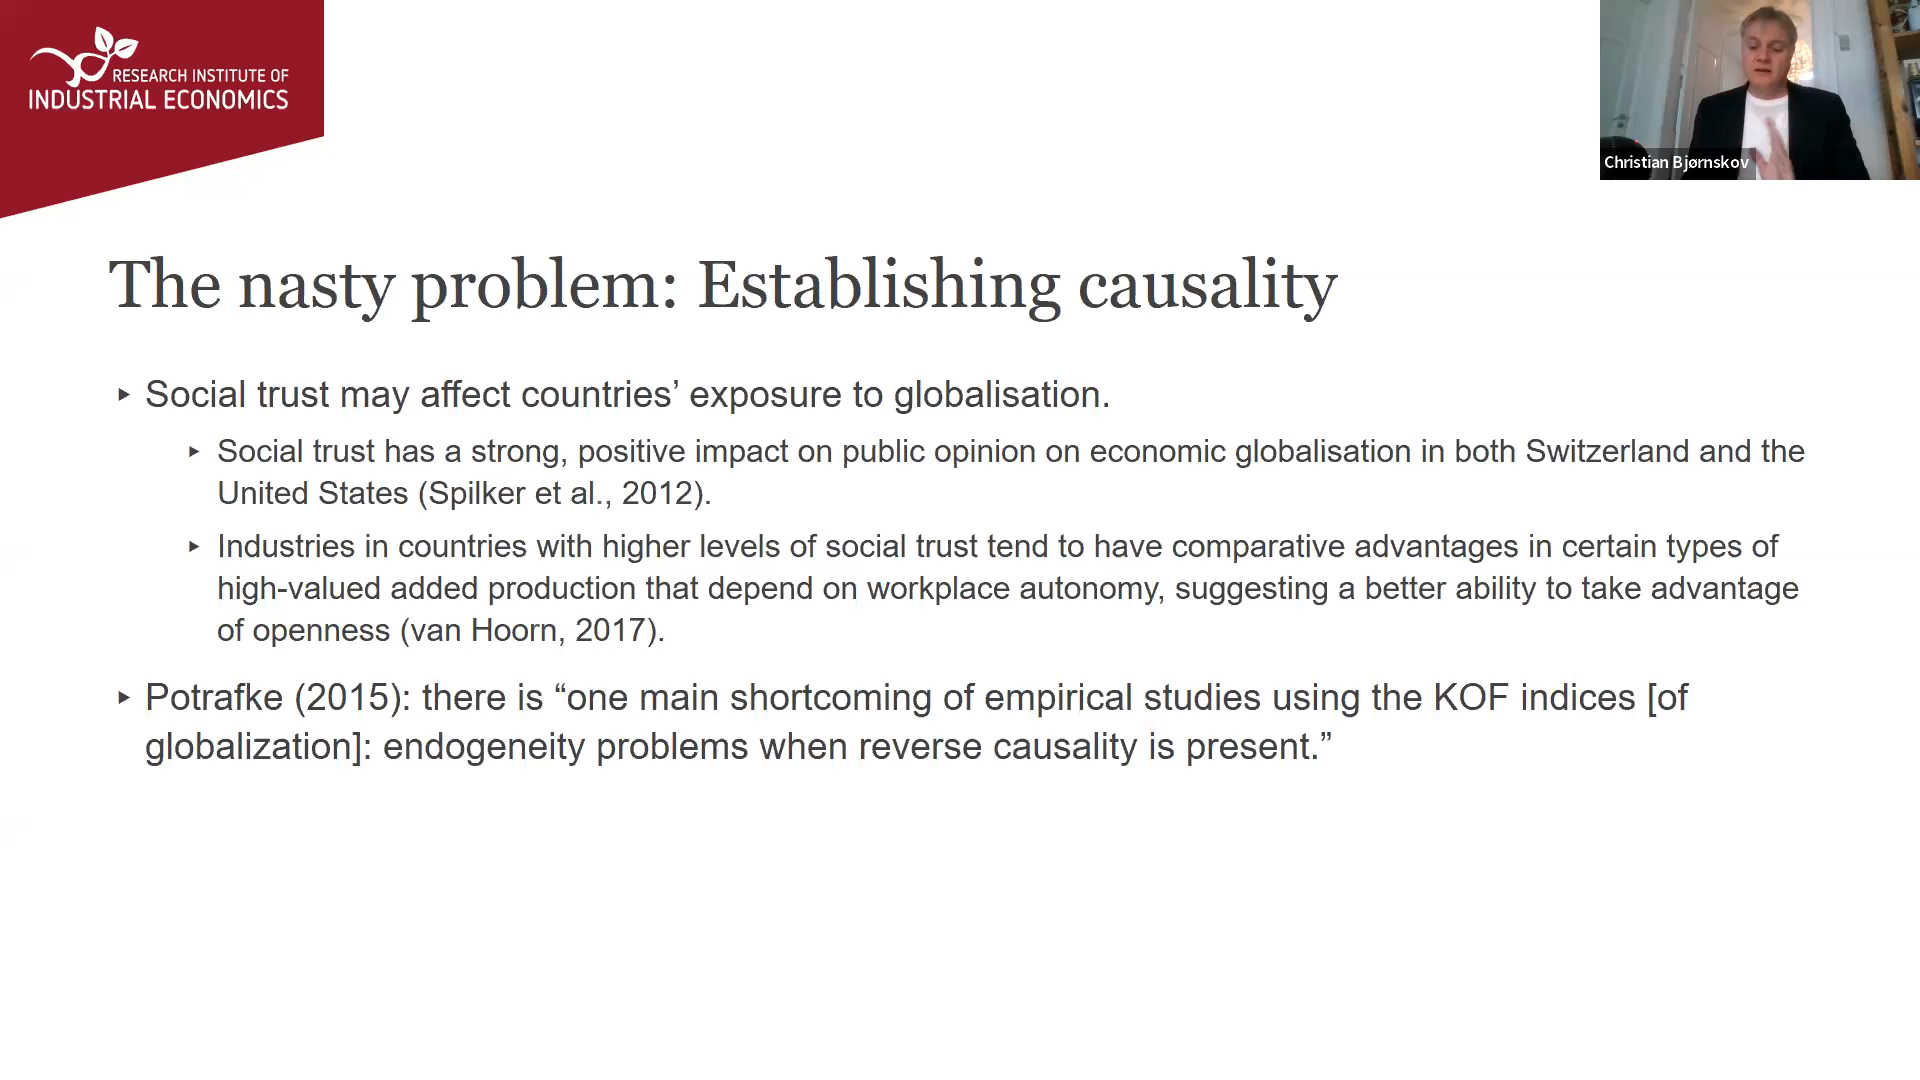 RESEARCH INSTITUTE OF
INDUSTRIAL ECONOMICS
Christian Bjørnskov
The nasty problem: Establishing causality
‣ Social trust may affect countries’ exposure to globalisation.
‣ Social trust has a strong, positive impact on public opinion on economic globalisation in both Switzerland and the
United States (Spilker et al., 2012).
‣ Industries in countries with higher levels of social trust tend to have comparative advantages in certain types of
high-valued added production that depend on workplace autonomy, suggesting a better ability to take advantage
of openness (van Hoorn, 2017).
‣ Potrafke (2015): there is “one main shortcoming of empirical studies using the KOF indices [of
globalization]: endogeneity problems when reverse causality is present.”